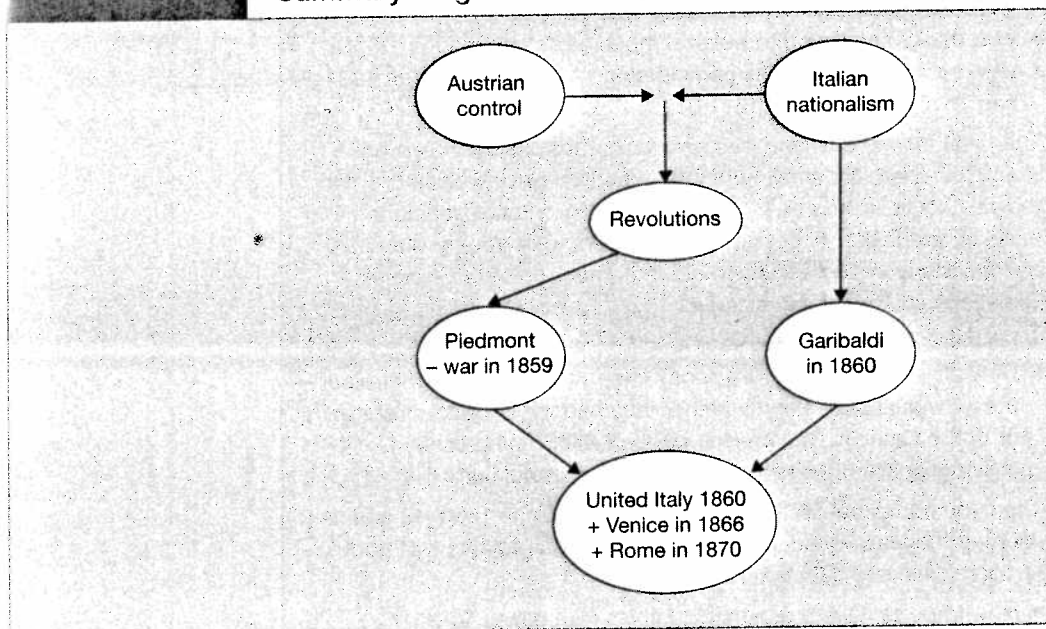 Austrian
control
Italian
nationalism
Revolutions
Piedmont
– war in 1859
Garibaldi
in 1860
United Italy 1860
+ Venice in 1866
+ Rome in 1870